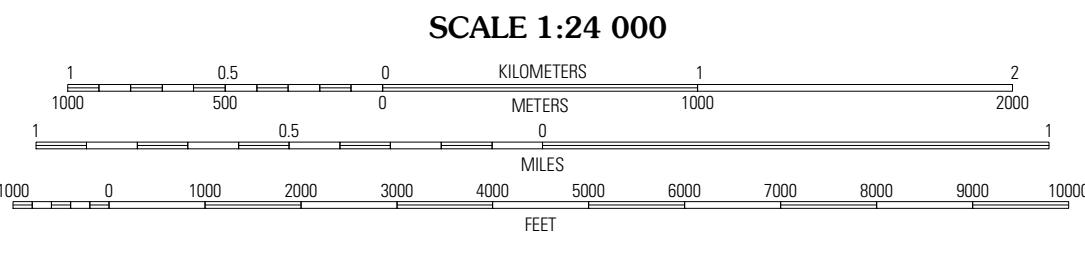 SCALE 1:24 000
1 0.5 0 KILOMETERS 1 2
1000 500 0 METERS 1000 2000
1 0.5 0 1
MILES
1000 0 1000 2000 3000 4000 5000 6000 7000 8000 9000 10000
FEET